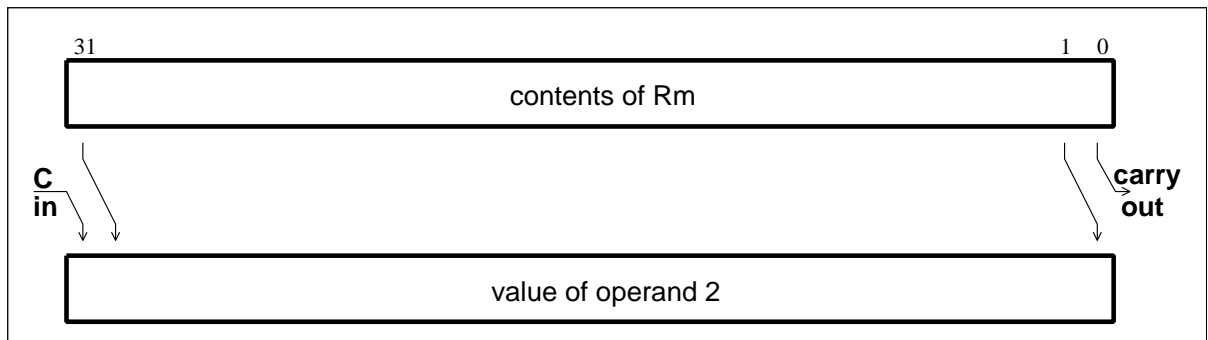 31 1 0
contents of Rm
C
in
carry
out
value of operand 2